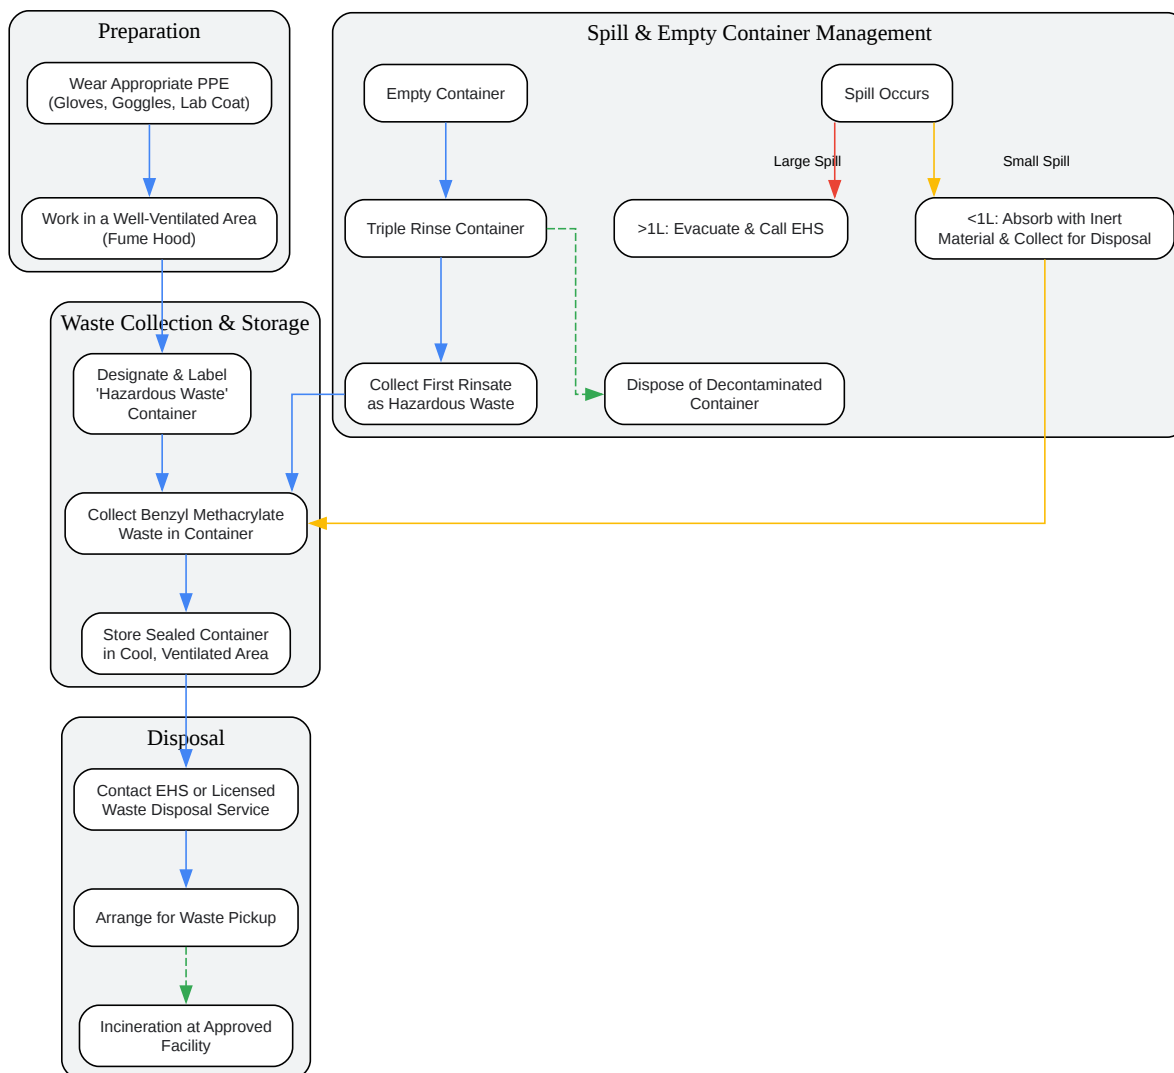 Preparation
Wear Appropriate PPE
(Gloves, Goggles, Lab Coat)
Work in a Well-Ventilated Area
(Fume Hood)
Spill & Empty Container Management
Empty Container
Spill Occurs
Large Spill
Small Spill
Triple Rinse Container
>1L: Evacuate & Call EHS
<1L: Absorb with Inert
Material & Collect for Disposal
Collect First Rinsate
as Hazardous Waste
Dispose of Decontaminated
Container
Waste Collection & Storage
Designate & Label
'Hazardous Waste'
Container
Collect Benzyl Methacrylate
Waste in Container
Store Sealed Container
in Cool, Ventilated Area
Disposal
Contact EHS or Licensed
Waste Disposal Service
Arrange for Waste Pickup
Incineration at Approved
Facility